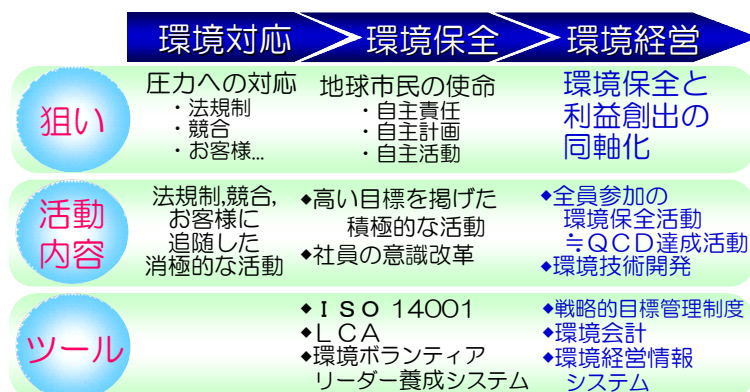 環境対応
環境保全
環境経営
狙い
圧力への対応
・法規制
・競合
・お客様...
地球市民の使命
・自主責任
・自主計画
・自主活動
環境保全と
利益創出の
同軸化
活動
内容
法規制,競合,
お客様に
追随した
消極的な活動
◆高い目標を掲げた
積極的な活動
◆社員の意識改革
◆全員参加の
環境保全活動
≒ＱＣＤ達成活動
◆環境技術開発
ツール
◆ＩＳＯ 14001
◆ＬＣＡ
◆環境ボランティア
リーダー養成システム
◆戦略的目標管理制度
◆環境会計
◆環境経営情報
システム